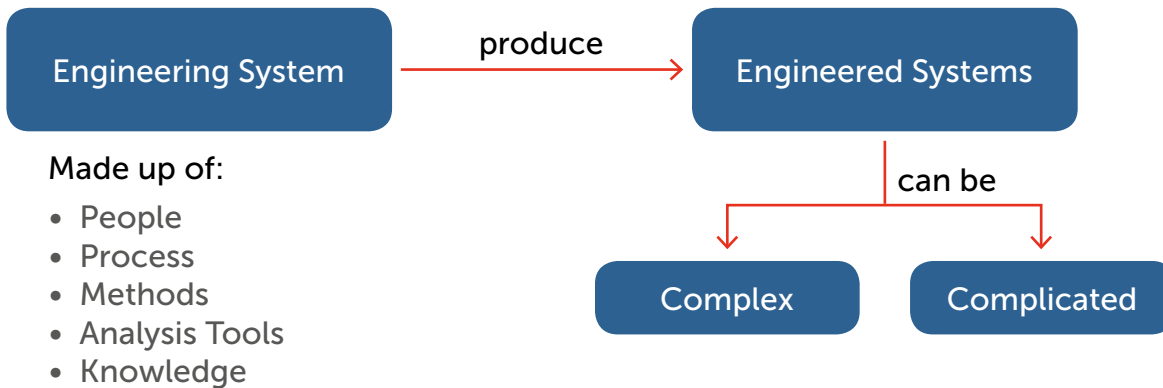 Engineering System
produce
Engineered Systems
Made up of:
• People
• Process
• Methods
• Analysis Tools
• Knowledge
can be
Complex
Complicated